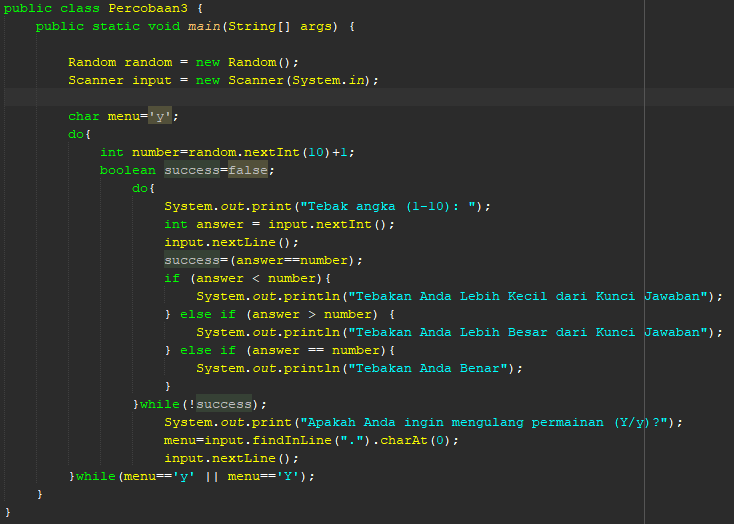 public class Percobaan3 {
    public static void main(String[] args) {
        Random random = new Random();
        Scanner input = new Scanner(System.in);
        char menu='y';
        do{
            int number=random.nextInt(10)+1;
            boolean success=false;
                do{
                    System.out.print("Tebak angka (1-10): ");
                    int answer = input.nextInt();
                    input.nextLine();
                    success=(answer==number);
                    if (answer < number){
                        System.out.println("Tebakan Anda Lebih Kecil dari Kunci Jawaban");
                    } else if (answer > number) {
                        System.out.println("Tebakan Anda Lebih Besar dari Kunci Jawaban");
                    } else if (answer == number){
                        System.out.println("Tebakan Anda Benar");
                    }
                }while(!success);
                    System.out.print("Apakah Anda ingin mengulang permainan (Y/y)?");
                    menu=input.findInLine(".").charAt(0);
                    input.nextLine();
        }while(menu=='y' || menu=='Y');
    }
}